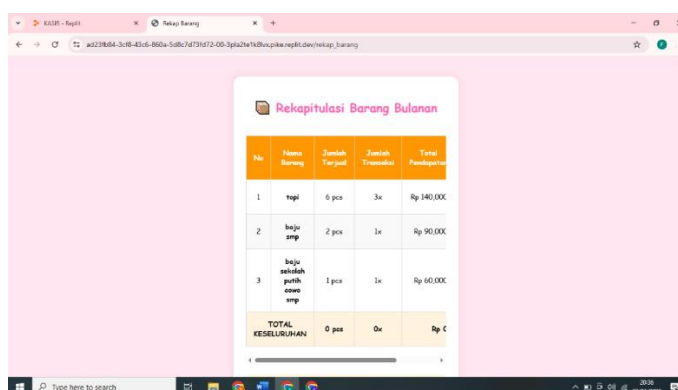 KASIR - Replit
Rekap Barang
ad23fb84-3cf8-43c6-860a-5d8c7d73fd72-00-3pla2te1k8lvx.pike.replit.dev/rekap_barang
Rekapitulasi Barang Bulanan
No Nama Barang Jumlah Terjual Jumlah Transaksi Total Pendapatan
1 topi 6 pcs 3x Rp 140,000
2 baju smp 2 pcs 1x Rp 90,000
3 baju sekolah putih cowo smp 1 pcs 1x Rp 60,000
TOTAL KESELURUHAN 0 pcs 0x Rp 0
Type here to search
20:36